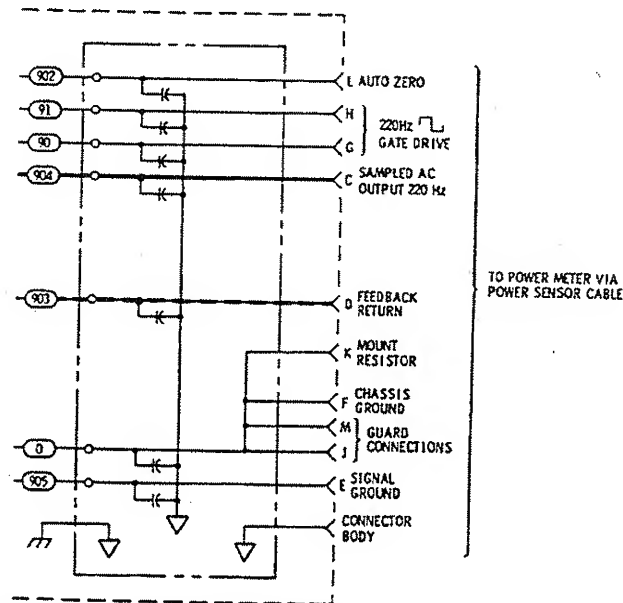 902
L AUTO ZERO
91
H
220Hz
GATE DRIVE
90
G
904
C SAMPLED AC
OUTPUT 220 Hz
903
D FEEDBACK
RETURN
TO POWER METER VIA
POWER SENSOR CABLE
K MOUNT
RESISTOR
F CHASSIS
GROUND
M
GUARD
CONNECTIONS
0
J
905
E SIGNAL
GROUND
CONNECTOR
BODY